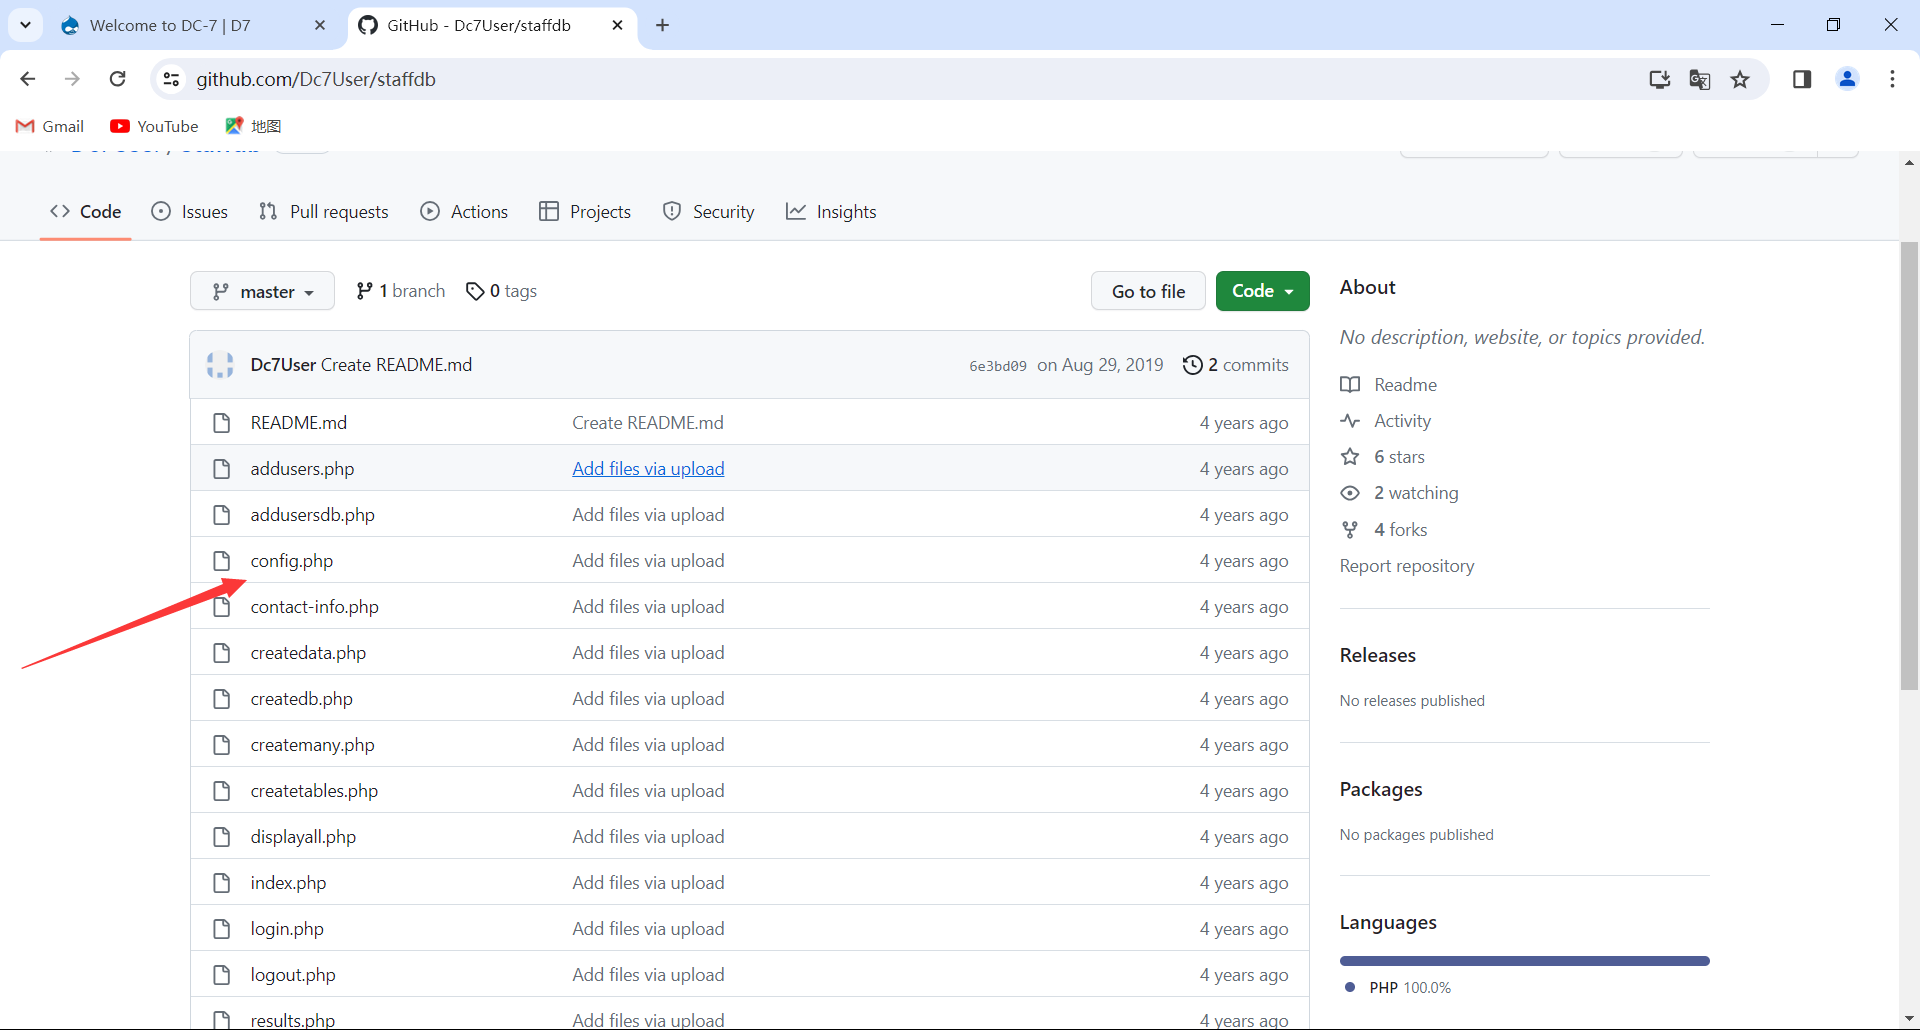 Welcome to DC-7 | D7
GitHub - Dc7User/staffdb
github.com/Dc7User/staffdb
Gmail
YouTube
地图
Code
Issues
Pull requests
Actions
Projects
Security
Insights
master
1 branch
0 tags
Go to file
Code
About
No description, website, or topics provided.
Dc7User Create README.md
6e3bd09 on Aug 29, 2019
2 commits
README.md Create README.md 4 years ago
addusers.php Add files via upload 4 years ago
addusersdb.php Add files via upload 4 years ago
config.php Add files via upload 4 years ago
contact-info.php Add files via upload 4 years ago
createdata.php Add files via upload 4 years ago
createdb.php Add files via upload 4 years ago
createmany.php Add files via upload 4 years ago
createtables.php Add files via upload 4 years ago
displayall.php Add files via upload 4 years ago
index.php Add files via upload 4 years ago
login.php Add files via upload 4 years ago
logout.php Add files via upload 4 years ago
results.php Add files via upload 4 years ago
Readme
Activity
6 stars
2 watching
4 forks
Report repository
Releases
No releases published
Packages
No packages published
Languages
PHP 100.0%